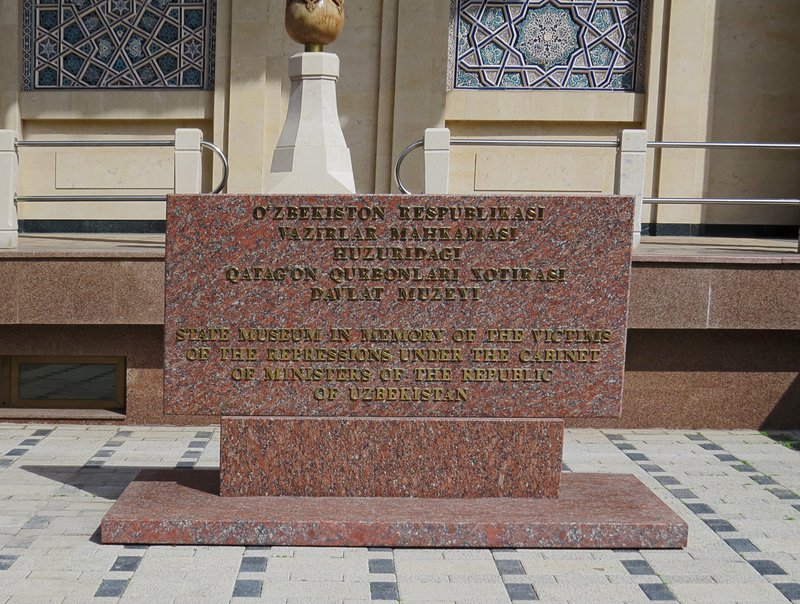 O'ZBEKISTON RESPUBLIKASI
VAZIRLAR MAHKAMASI
HUZURIDAGI
QATAG'ON QURBONLARI XOTIRASI
DAVLAT MUZEYI
STATE MUSEUM IN MEMORY OF THE VICTIMS
OF THE REPRESSIONS UNDER THE CABINET
OF MINISTERS OF THE REPUBLIC
OF UZBEKISTAN